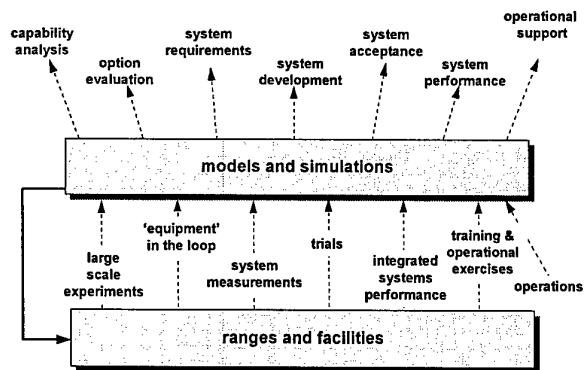 capability
analysis
option
evaluation
system
requirements
system
development
system
acceptance
system
performance
operational
support
models and simulations
large
scale
experiments
'equipment'
in the loop
system
measurements
trials
integrated
systems
performance
training &
operational
exercises
operations
ranges and facilities